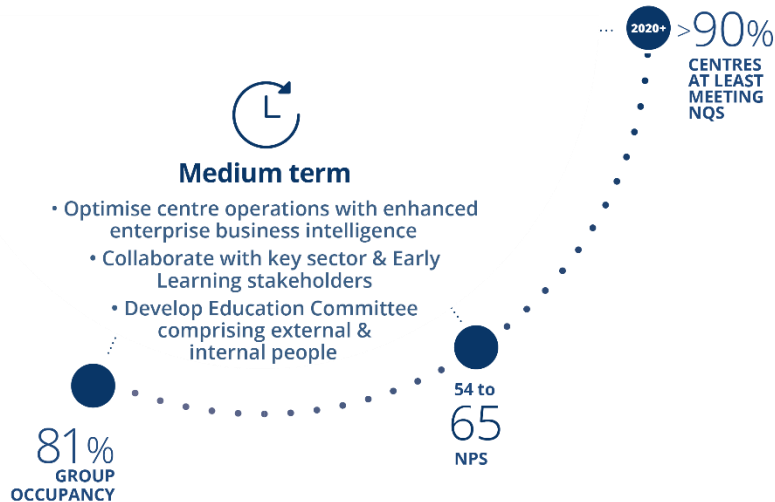 2020+
>90%
CENTRES
AT LEAST
MEETING
NQS
Medium term
• Optimise centre operations with enhanced
enterprise business intelligence
• Collaborate with key sector & Early
Learning stakeholders
• Develop Education Committee
comprising external &
internal people
81%
GROUP
OCCUPANCY
54 to
65
NPS